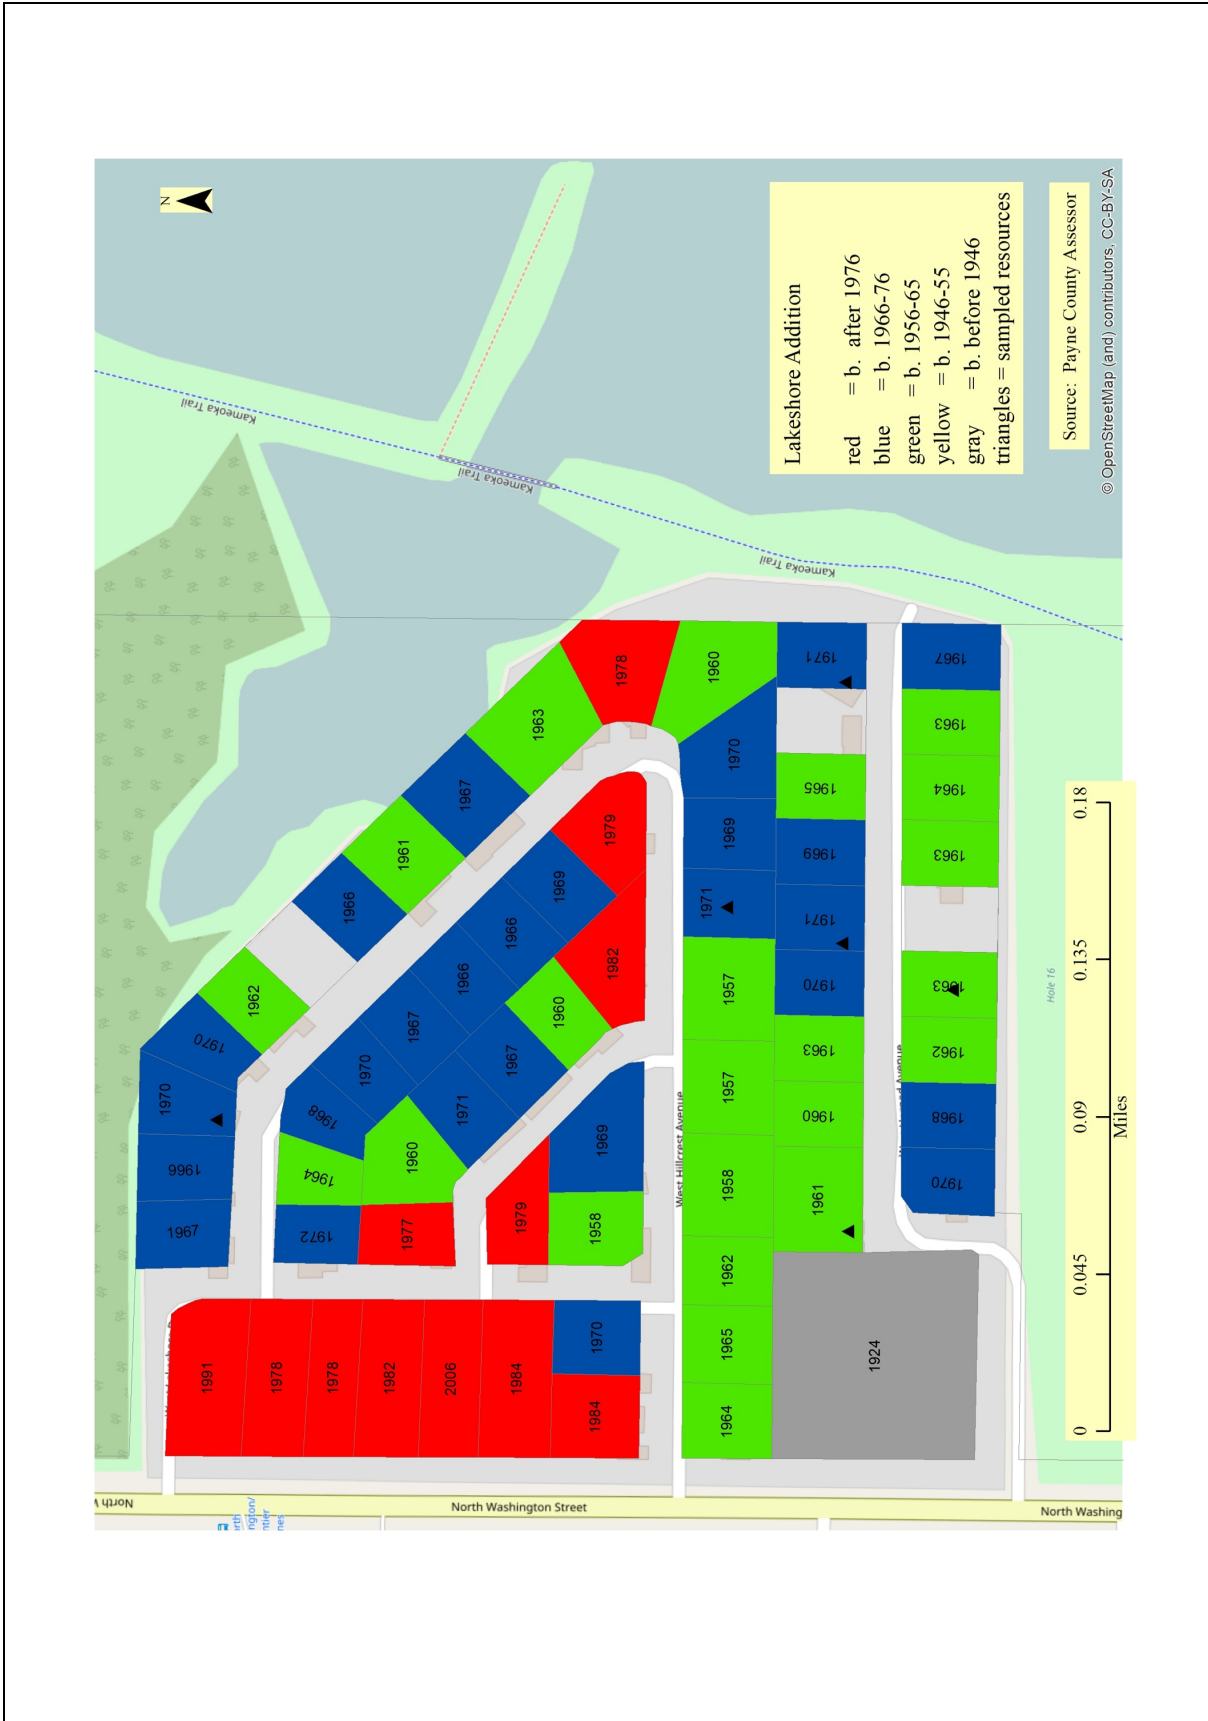 N
Kameoka Trail
Kameoka Trail
Kameoka Trail
Lakeshore Addition
red = b. after 1976
blue = b. 1966-76
green = b. 1956-65
yellow = b. 1946-55
gray = b. before 1946
triangles = sampled resources
Source: Payne County Assessor
© OpenStreetMap (and) contributors, CC-BY-SA
1967
1966
1970
1970
1962
1966
1961
1967
1963
1978
1960
1972
1964
1968
1970
1967
1966
1966
1969
1979
1977
1960
1971
1967
1960
1982
1979
1958
1969
1991
1978
1978
1982
2006
1984
1984
1970
West Hillcrest Avenue
1964
1965
1962
1958
1957
1957
1971
1969
1970
1924
1961
1960
1963
1970
1971
1969
1965
1971
Avenue
1970
1968
1962
1963
1963
1964
1963
1967
Hole 16
0 0.045 0.09 0.135 0.18
Miles
North W
North Washington Street
North Washing
rth
ngton/
ntier
nes